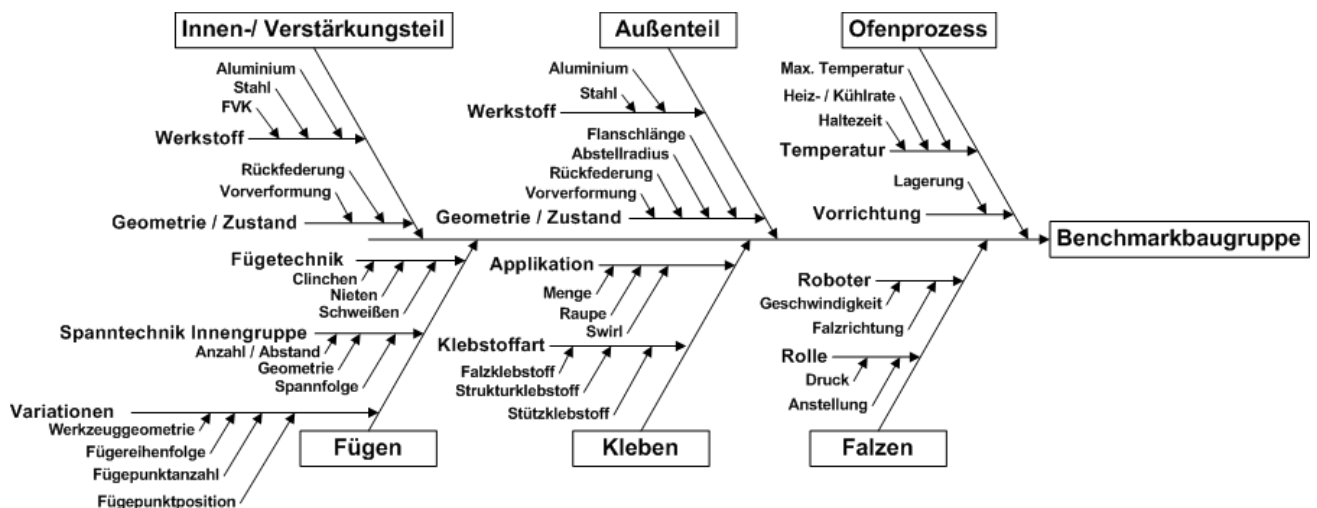 Innen-/ Verstärkungsteil
Aluminium
Stahl
FVK
Werkstoff
Rückfederung
Vorverformung
Geometrie / Zustand
Außenteil
Aluminium
Stahl
Werkstoff
Flanschlänge
Abstellradius
Rückfederung
Vorverformung
Geometrie / Zustand
Ofenprozess
Max. Temperatur
Heiz- / Kühlrate
Haltezeit
Temperatur
Lagerung
Vorrichtung
Benchmarkbaugruppe
Fügetechnik
Clinchen
Nieten
Schweißen
Spanntechnik Innengruppe
Anzahl / Abstand
Geometrie
Spannfolge
Variationen
Werkzeuggeometrie
Fügereihenfolge
Fügepunktanzahl
Fügepunktposition
Fügen
Applikation
Menge
Raupe
Swirl
Klebstoffart
Falzklebstoff
Strukturklebstoff
Stützklebstoff
Kleben
Roboter
Geschwindigkeit
Falzrichtung
Rolle
Druck
Anstellung
Falzen